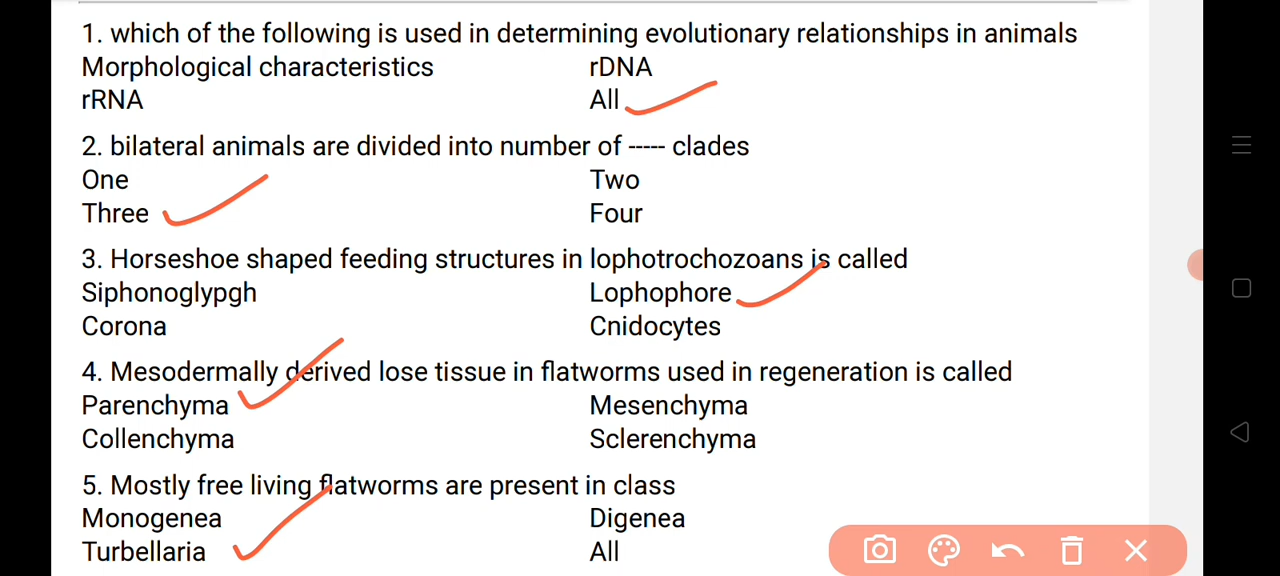 1. which of the following is used in determining evolutionary relationships in animals
Morphological characteristics rDNA
rRNA All
2. bilateral animals are divided into number of ----- clades
One Two
Three Four
3. Horseshoe shaped feeding structures in lophotrochozoans is called
Siphonoglypgh Lophophore
Corona Cnidocytes
4. Mesodermally derived lose tissue in flatworms used in regeneration is called
Parenchyma Mesenchyma
Collenchyma Sclerenchyma
5. Mostly free living flatworms are present in class
Monogenea Digenea
Turbellaria All